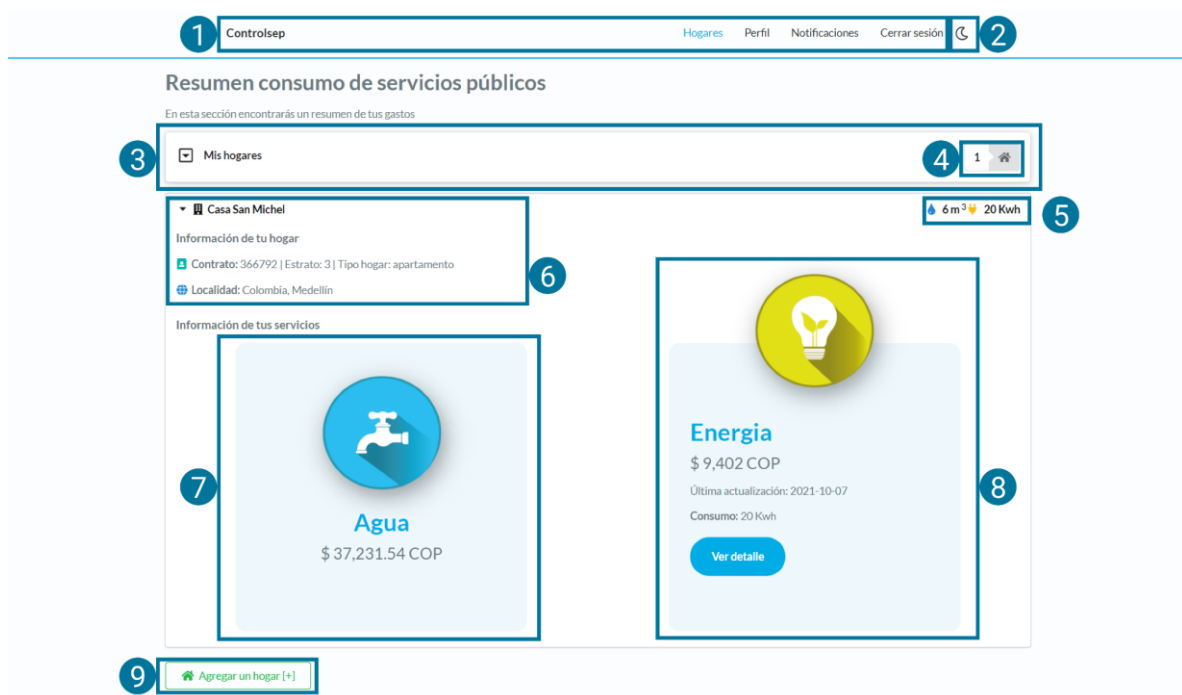 1 Controlsep Hogares Perfil Notificaciones Cerrar sesión 2
Resumen consumo de servicios públicos
En esta sección encontrarás un resumen de tus gastos
3 Mis hogares 4 1
Casa San Michel 6 m³ 20 Kwh 5
Información de tu hogar
Contrato: 366792 | Estrato: 3 | Tipo hogar: apartamento
6
Localidad: Colombia, Medellín
Información de tus servicios
7
Agua
$ 37,231.54 COP
Energia
$ 9,402 COP
Última actualización: 2021-10-07
8
Consumo: 20 Kwh
Ver detalle
9 Agregar un hogar [+]